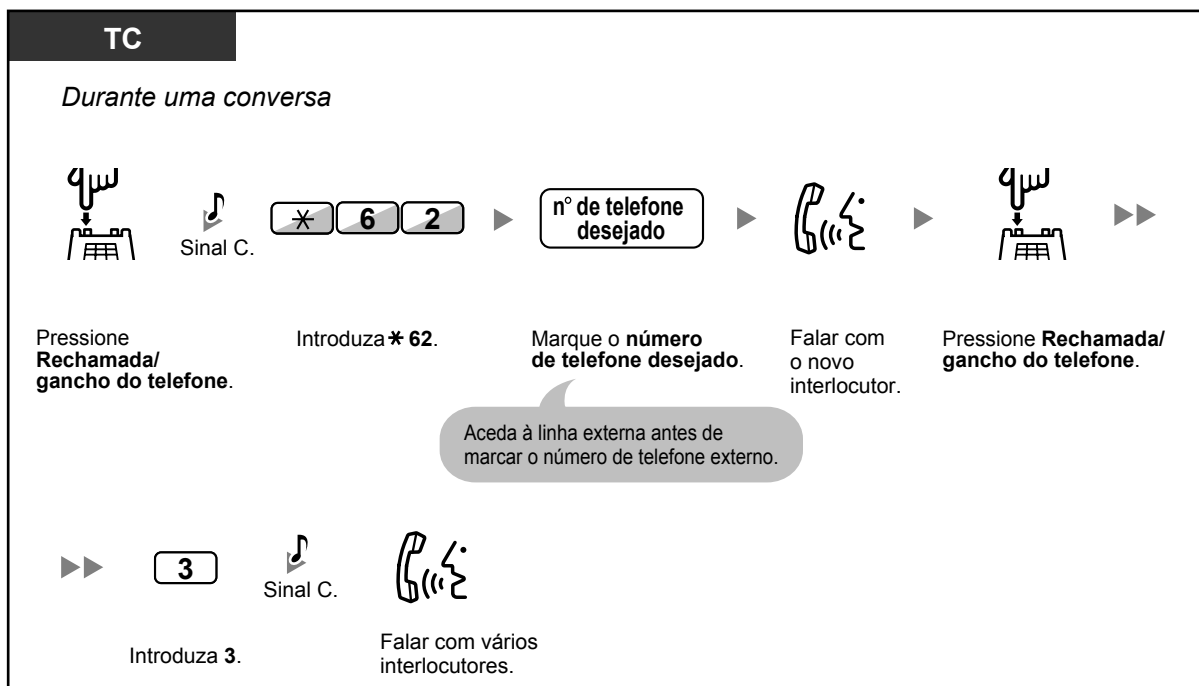 TC
Durante uma conversa
Sinal C.
* 6 2
n° de telefone
desejado
Pressione
Rechamada/
gancho do telefone.
Introduza * 62.
Marque o número
de telefone desejado.
Falar com
o novo
interlocutor.
Pressione Rechamada/
gancho do telefone.
Aceda à linha externa antes de
marcar o número de telefone externo.
3
Sinal C.
Introduza 3.
Falar com vários
interlocutores.